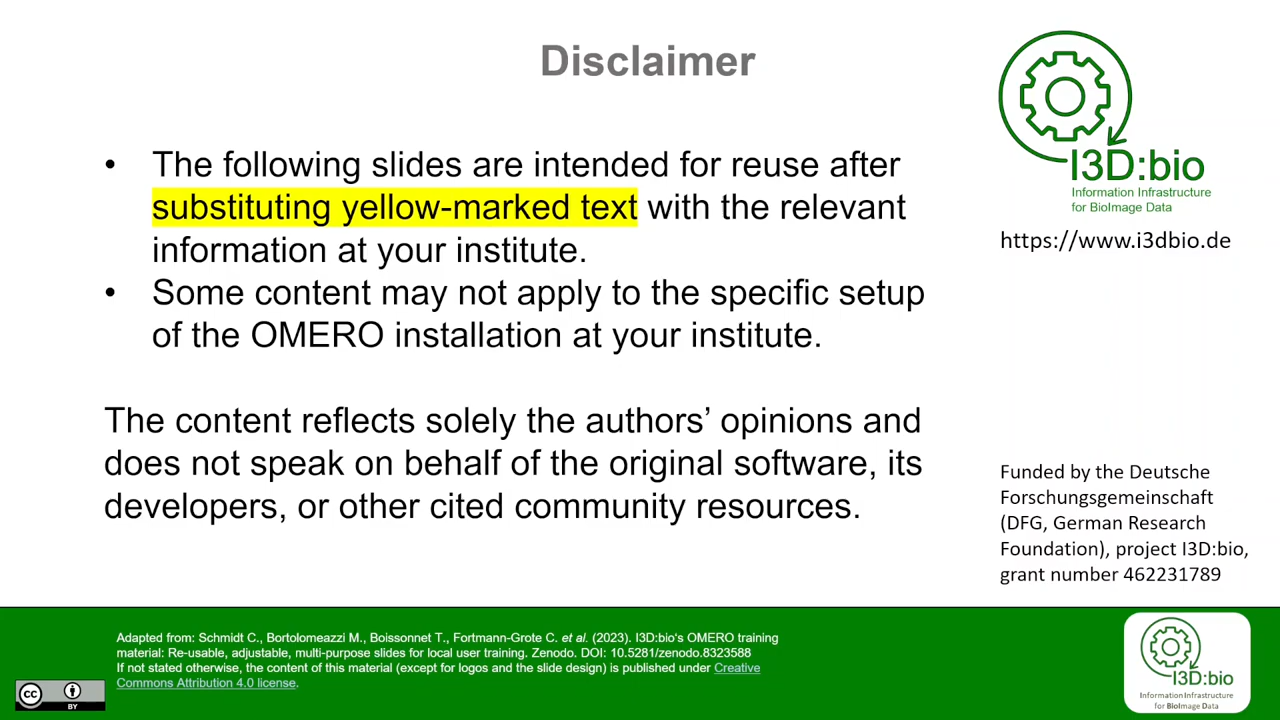 Disclaimer
• The following slides are intended for reuse after
substituting yellow-marked text with the relevant
information at your institute.
• Some content may not apply to the specific setup
of the OMERO installation at your institute.
The content reflects solely the authors’ opinions and
does not speak on behalf of the original software, its
developers, or other cited community resources.
I3D:bio
Information Infrastructure
for BioImage Data
https://www.i3dbio.de
Funded by the Deutsche
Forschungsgemeinschaft
(DFG, German Research
Foundation), project I3D:bio,
grant number 462231789
Adapted from: Schmidt C., Bortolomeazzi M., Boissonnet T., Fortmann-Grote C. et al. (2023). I3D:bio's OMERO training
material: Re-usable, adjustable, multi-purpose slides for local user training. Zenodo. DOI: 10.5281/zenodo.8323588
If not stated otherwise, the content of this material (except for logos and the slide design) is published under Creative
Commons Attribution 4.0 license.
cc
BY
I3D:bio
Information Infrastructure
for BioImage Data